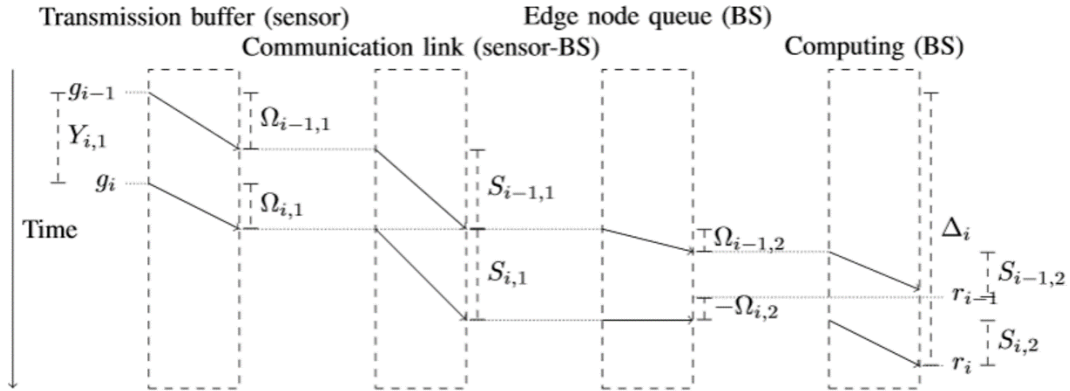 Transmission buffer (sensor)
Edge node queue (BS)
Communication link (sensor-BS)
Computing (BS)
g_{i−1}
Ω_{i−1,1}
Y_{i,1}
g_i
Ω_{i,1}
S_{i−1,1}
Time
Δ_i
Ω_{i−1,2}
S_{i,1}
S_{i−1,2}
r_{i−1}
−Ω_{i,2}
S_{i,2}
r_i